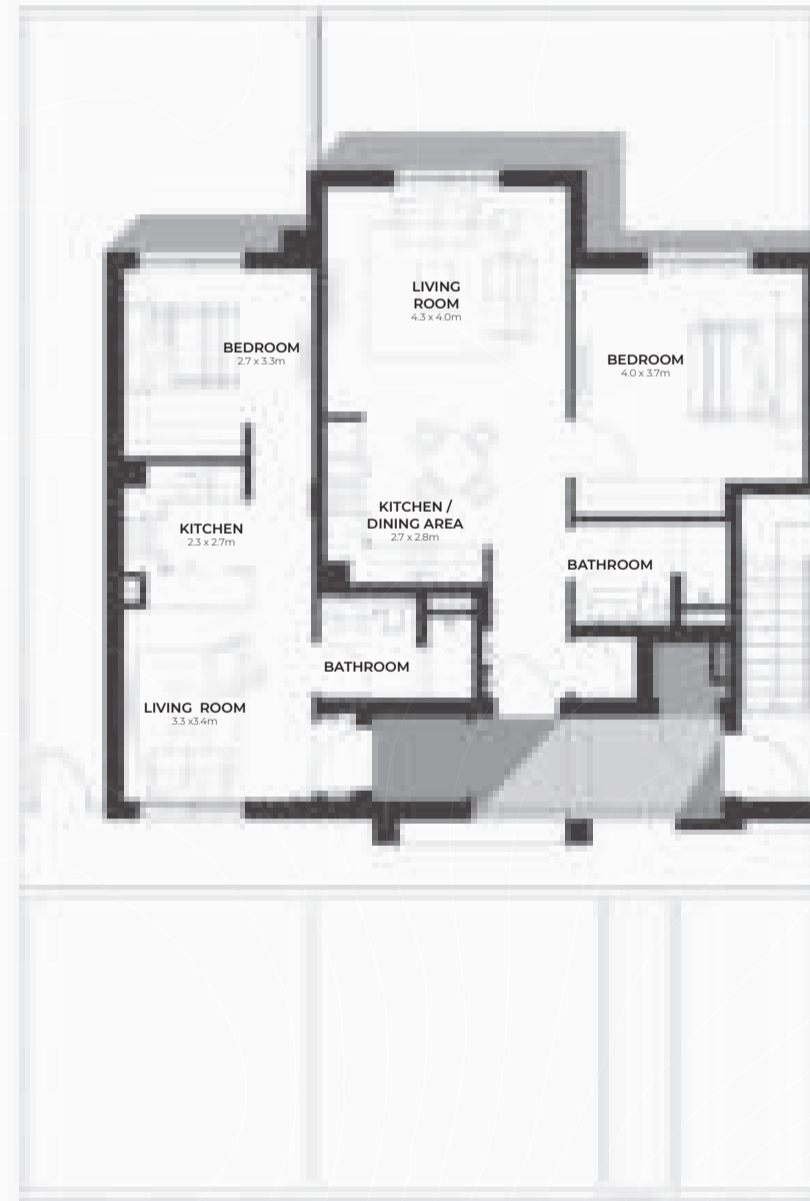 LIVING
ROOM
4.3 x 4.0m
BEDROOM
2.7 x 3.3m
BEDROOM
4.0 x 3.7m
KITCHEN /
DINING AREA
2.7 x 2.8m
KITCHEN
2.3 x 2.7m
BATHROOM
BATHROOM
LIVING ROOM
3.3 x3.4m